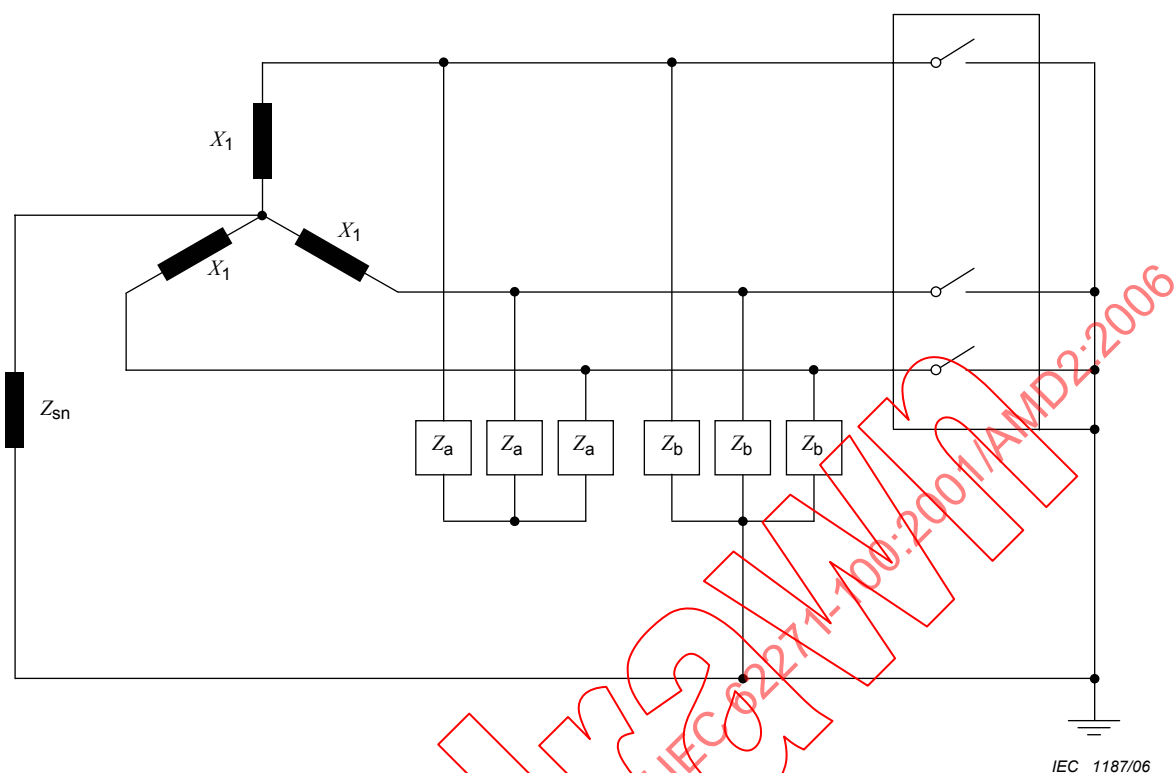 X1
X1
X1
Zsn
Za
Za
Za
Zb
Zb
Zb
IEC 62271-100:2001/AMD2:2006
IEC 1187/06